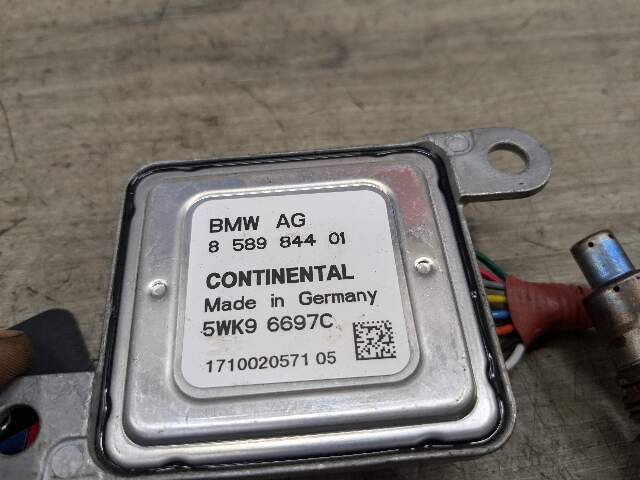 BMW AG
8 589 844 01
CONTINENTAL
Made in Germany
5WK9 6697C
1710020571 05